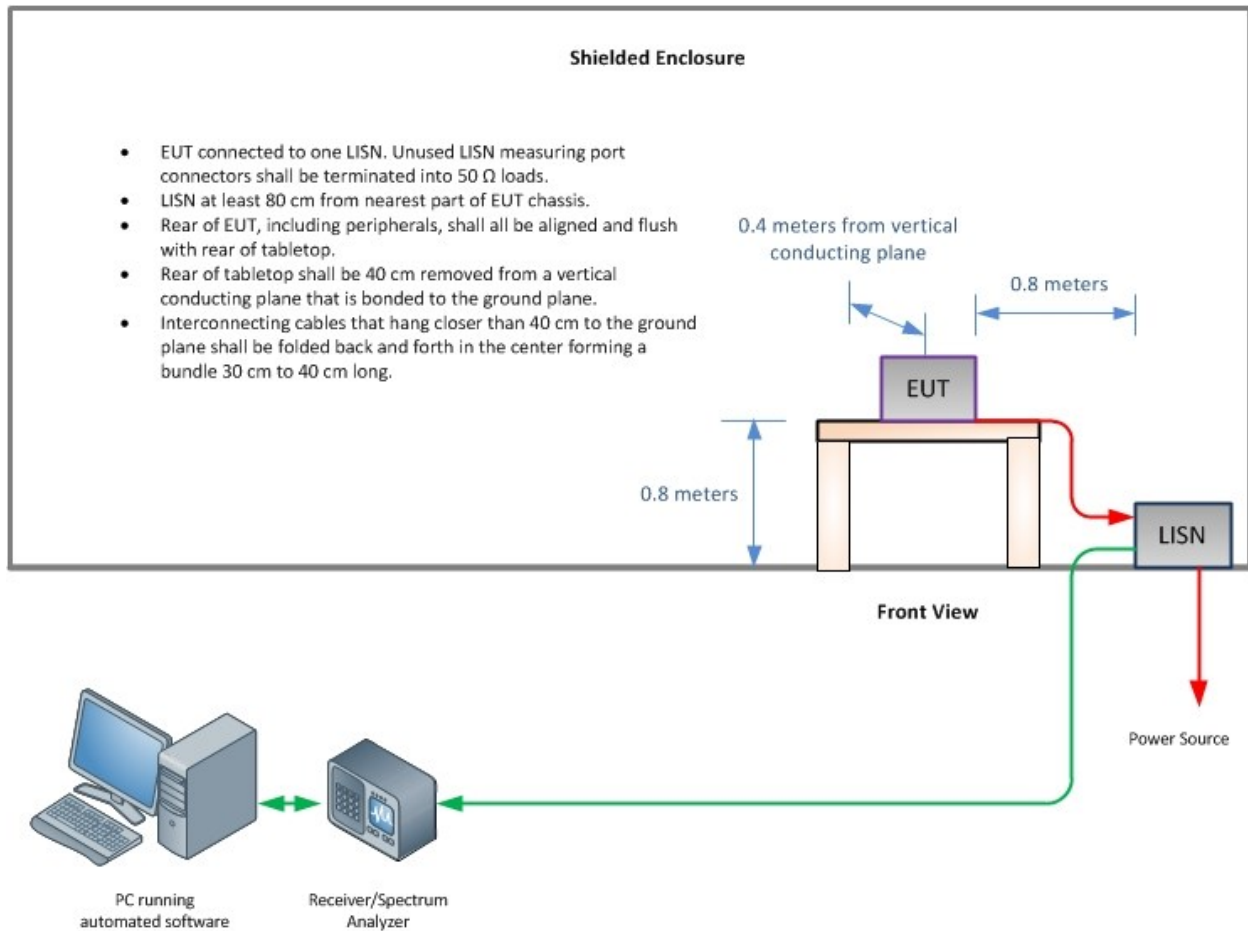 Shielded Enclosure
• EUT connected to one LISN. Unused LISN measuring port
connectors shall be terminated into 50 Ω loads.
• LISN at least 80 cm from nearest part of EUT chassis.
• Rear of EUT, including peripherals, shall all be aligned and flush
with rear of tabletop.
• Rear of tabletop shall be 40 cm removed from a vertical
conducting plane that is bonded to the ground plane.
• Interconnecting cables that hang closer than 40 cm to the ground
plane shall be folded back and forth in the center forming a
bundle 30 cm to 40 cm long.
0.4 meters from vertical
conducting plane
0.8 meters
EUT
0.8 meters
LISN
Front View
Power Source
PC running
automated software
Receiver/Spectrum
Analyzer